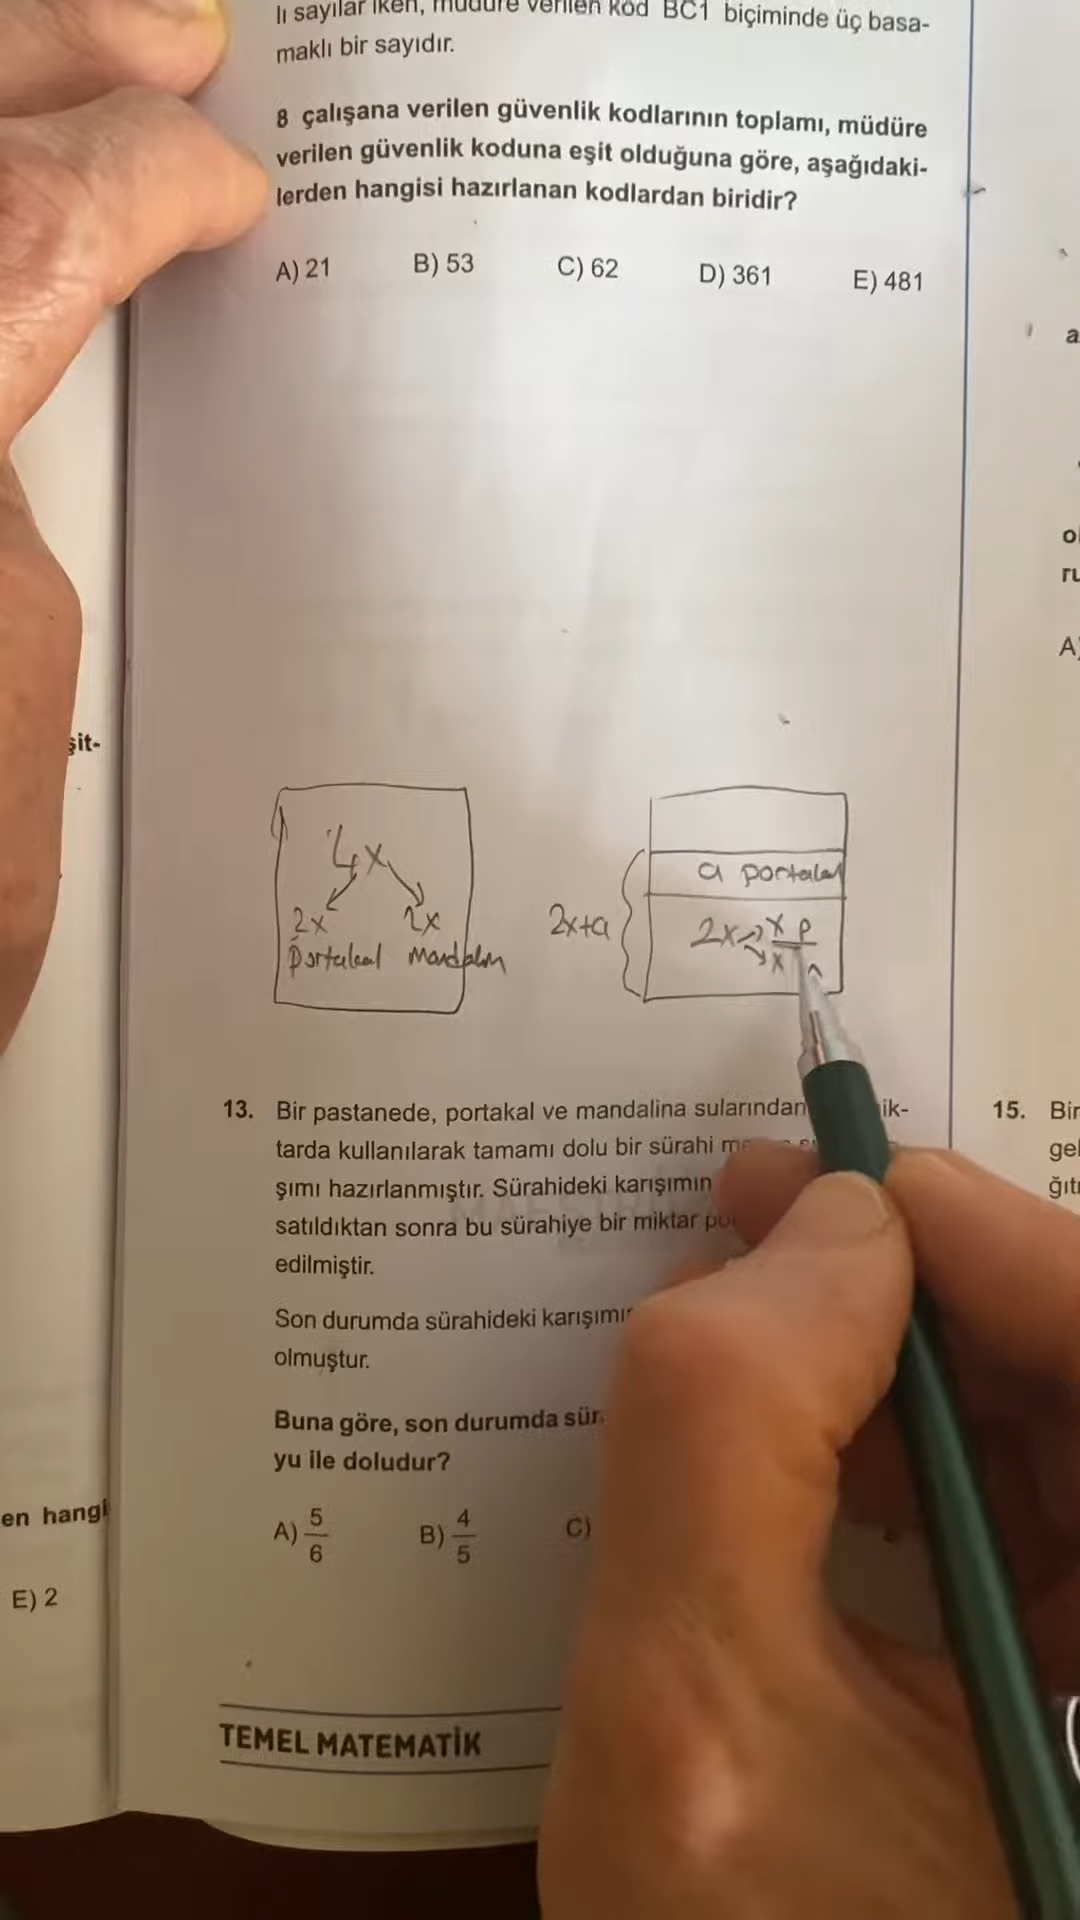 lı sayılar iken, müdüre verilen kod BC1 biçiminde üç basa-
maklı bir sayıdır.
8 çalışana verilen güvenlik kodlarının toplamı, müdüre
verilen güvenlik koduna eşit olduğuna göre, aşağıdaki-
lerden hangisi hazırlanan kodlardan biridir?
A) 21 B) 53 C) 62 D) 361 E) 481
a
ru
A)
şit-
4x
2x 2x
Portakal Mandalin
a portakal
2x+a
2x x P
x
13. Bir pastanede, portakal ve mandalina sularından ik-
tarda kullanılarak tamamı dolu bir sürahi me
şımı hazırlanmıştır. Sürahideki karışımın
satıldıktan sonra bu sürahiye bir miktar po
edilmiştir.
Son durumda sürahideki karışımı
olmuştur.
Buna göre, son durumda sür
yu ile doludur?
A) 5/6 B) 4/5 C)
en hangi
E) 2
15. Bir
gel
ğıtı
TEMEL MATEMATİK